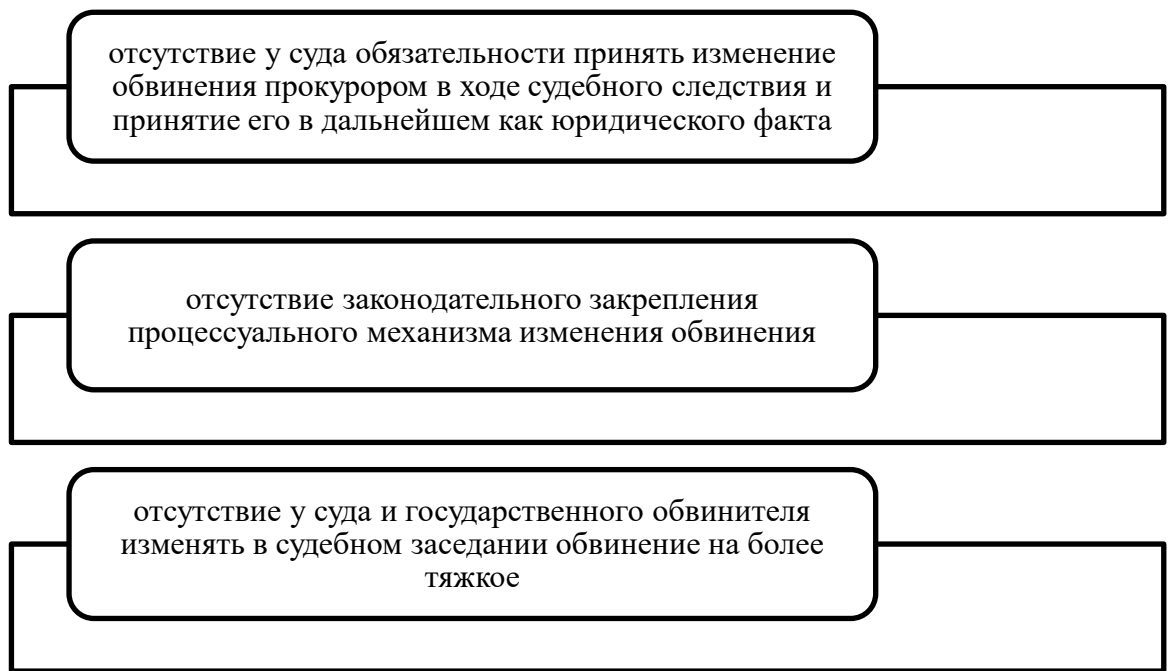 отсутствие у суда обязательности принять изменение
обвинения прокурором в ходе судебного следствия и
принятие его в дальнейшем как юридического факта
отсутствие законодательного закрепления
процессуального механизма изменения обвинения
отсутствие у суда и государственного обвинителя
изменять в судебном заседании обвинение на более
тяжкое